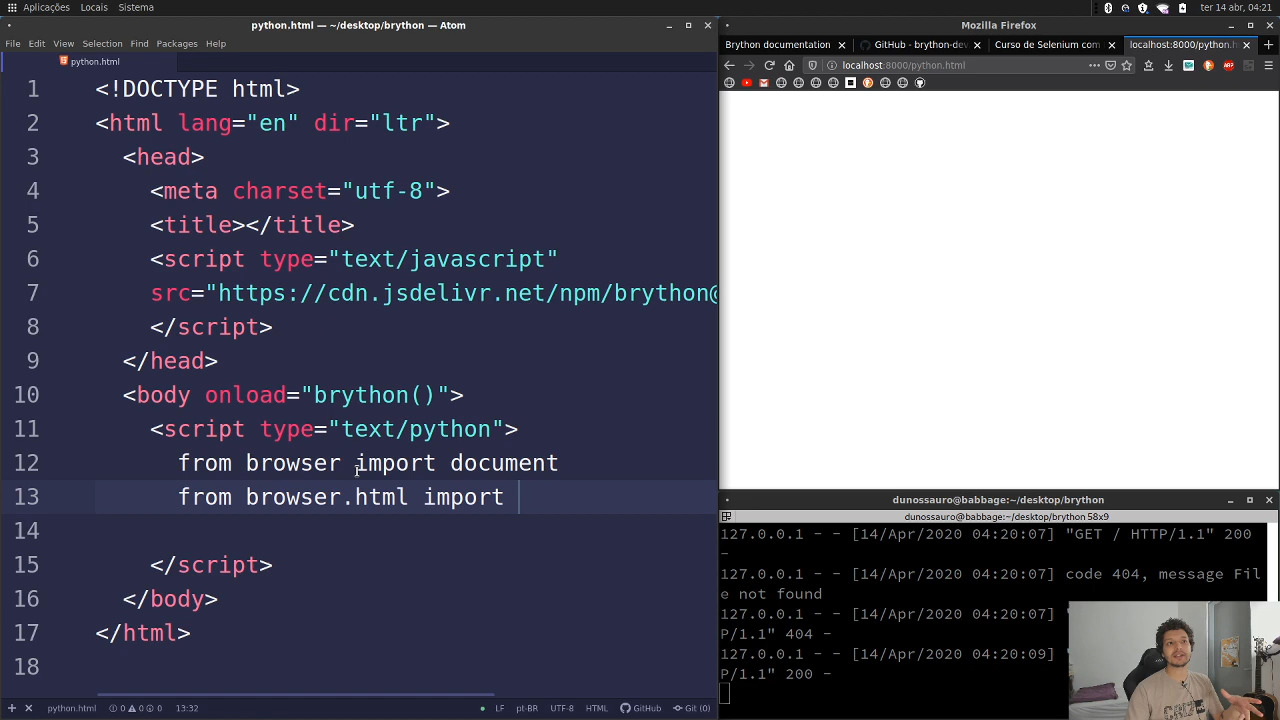 Aplicações Locais Sistema
ter 14 abr, 04:21
python.html — ~/desktop/brython — Atom
File Edit View Selection Find Packages Help
python.html
1 <!DOCTYPE html>
2 <html lang="en" dir="ltr">
3 <head>
4 <meta charset="utf-8">
5 <title></title>
6 <script type="text/javascript"
7 src="https://cdn.jsdelivr.net/npm/brython@
8 </script>
9 </head>
10 <body onload="brython()">
11 <script type="text/python">
12 from browser import document
13 from browser.html import
14
15 </script>
16 </body>
17 </html>
18
python.html 0 0 0 13:32
LF pt-BR UTF-8 HTML GitHub Git (0)
Mozilla Firefox
Brython documentation GitHub - brython-dev Curso de Selenium com localhost:8000/python.h
localhost:8000/python.html
dunossauro@babbage:~/desktop/brython
dunossauro@babbage:~/desktop/brython 58x9
127.0.0.1 - - [14/Apr/2020 04:20:07] "GET / HTTP/1.1" 200
-
127.0.0.1 - - [14/Apr/2020 04:20:07] code 404, message Fil
e not found
127.0.0.1 - - [14/Apr/2020 04:20:07]
P/1.1" 404 -
127.0.0.1 - - [14/Apr/2020 04:20:09]
P/1.1" 200 -